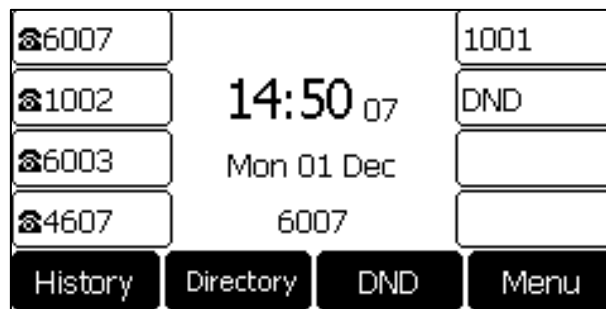 ☎6007
1001
☎1002
14:50 07
DND
☎6003
Mon 01 Dec
☎4607
6007
History
Directory
DND
Menu